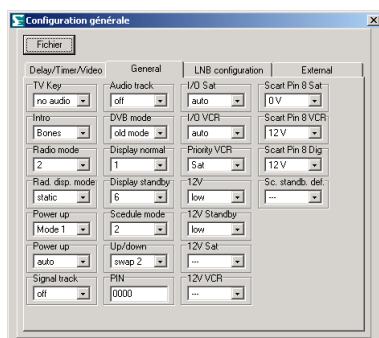 Configuration générale
Fichier
Delay/Timer/Video General LNB configuration External
TV Key Audio track I/O Sat Scart Pin 8 Sat
no audio off auto 0 V
Intro DVB mode I/O VCR Scart Pin 8 VCR
Bones old mode auto 12 V
Radio mode Display normal Priority VCR Scart Pin 8 Dig
2 1 Sat 12 V
Rad. disp. mode Display standby 12V Sc. standb. def.
static 6 low ---
Power up Scedule mode 12V Standby
Mode 1 2 low
Power up Up/down 12V Sat
auto swap 2 ---
Signal track PIN 12V VCR
off 0000 ---